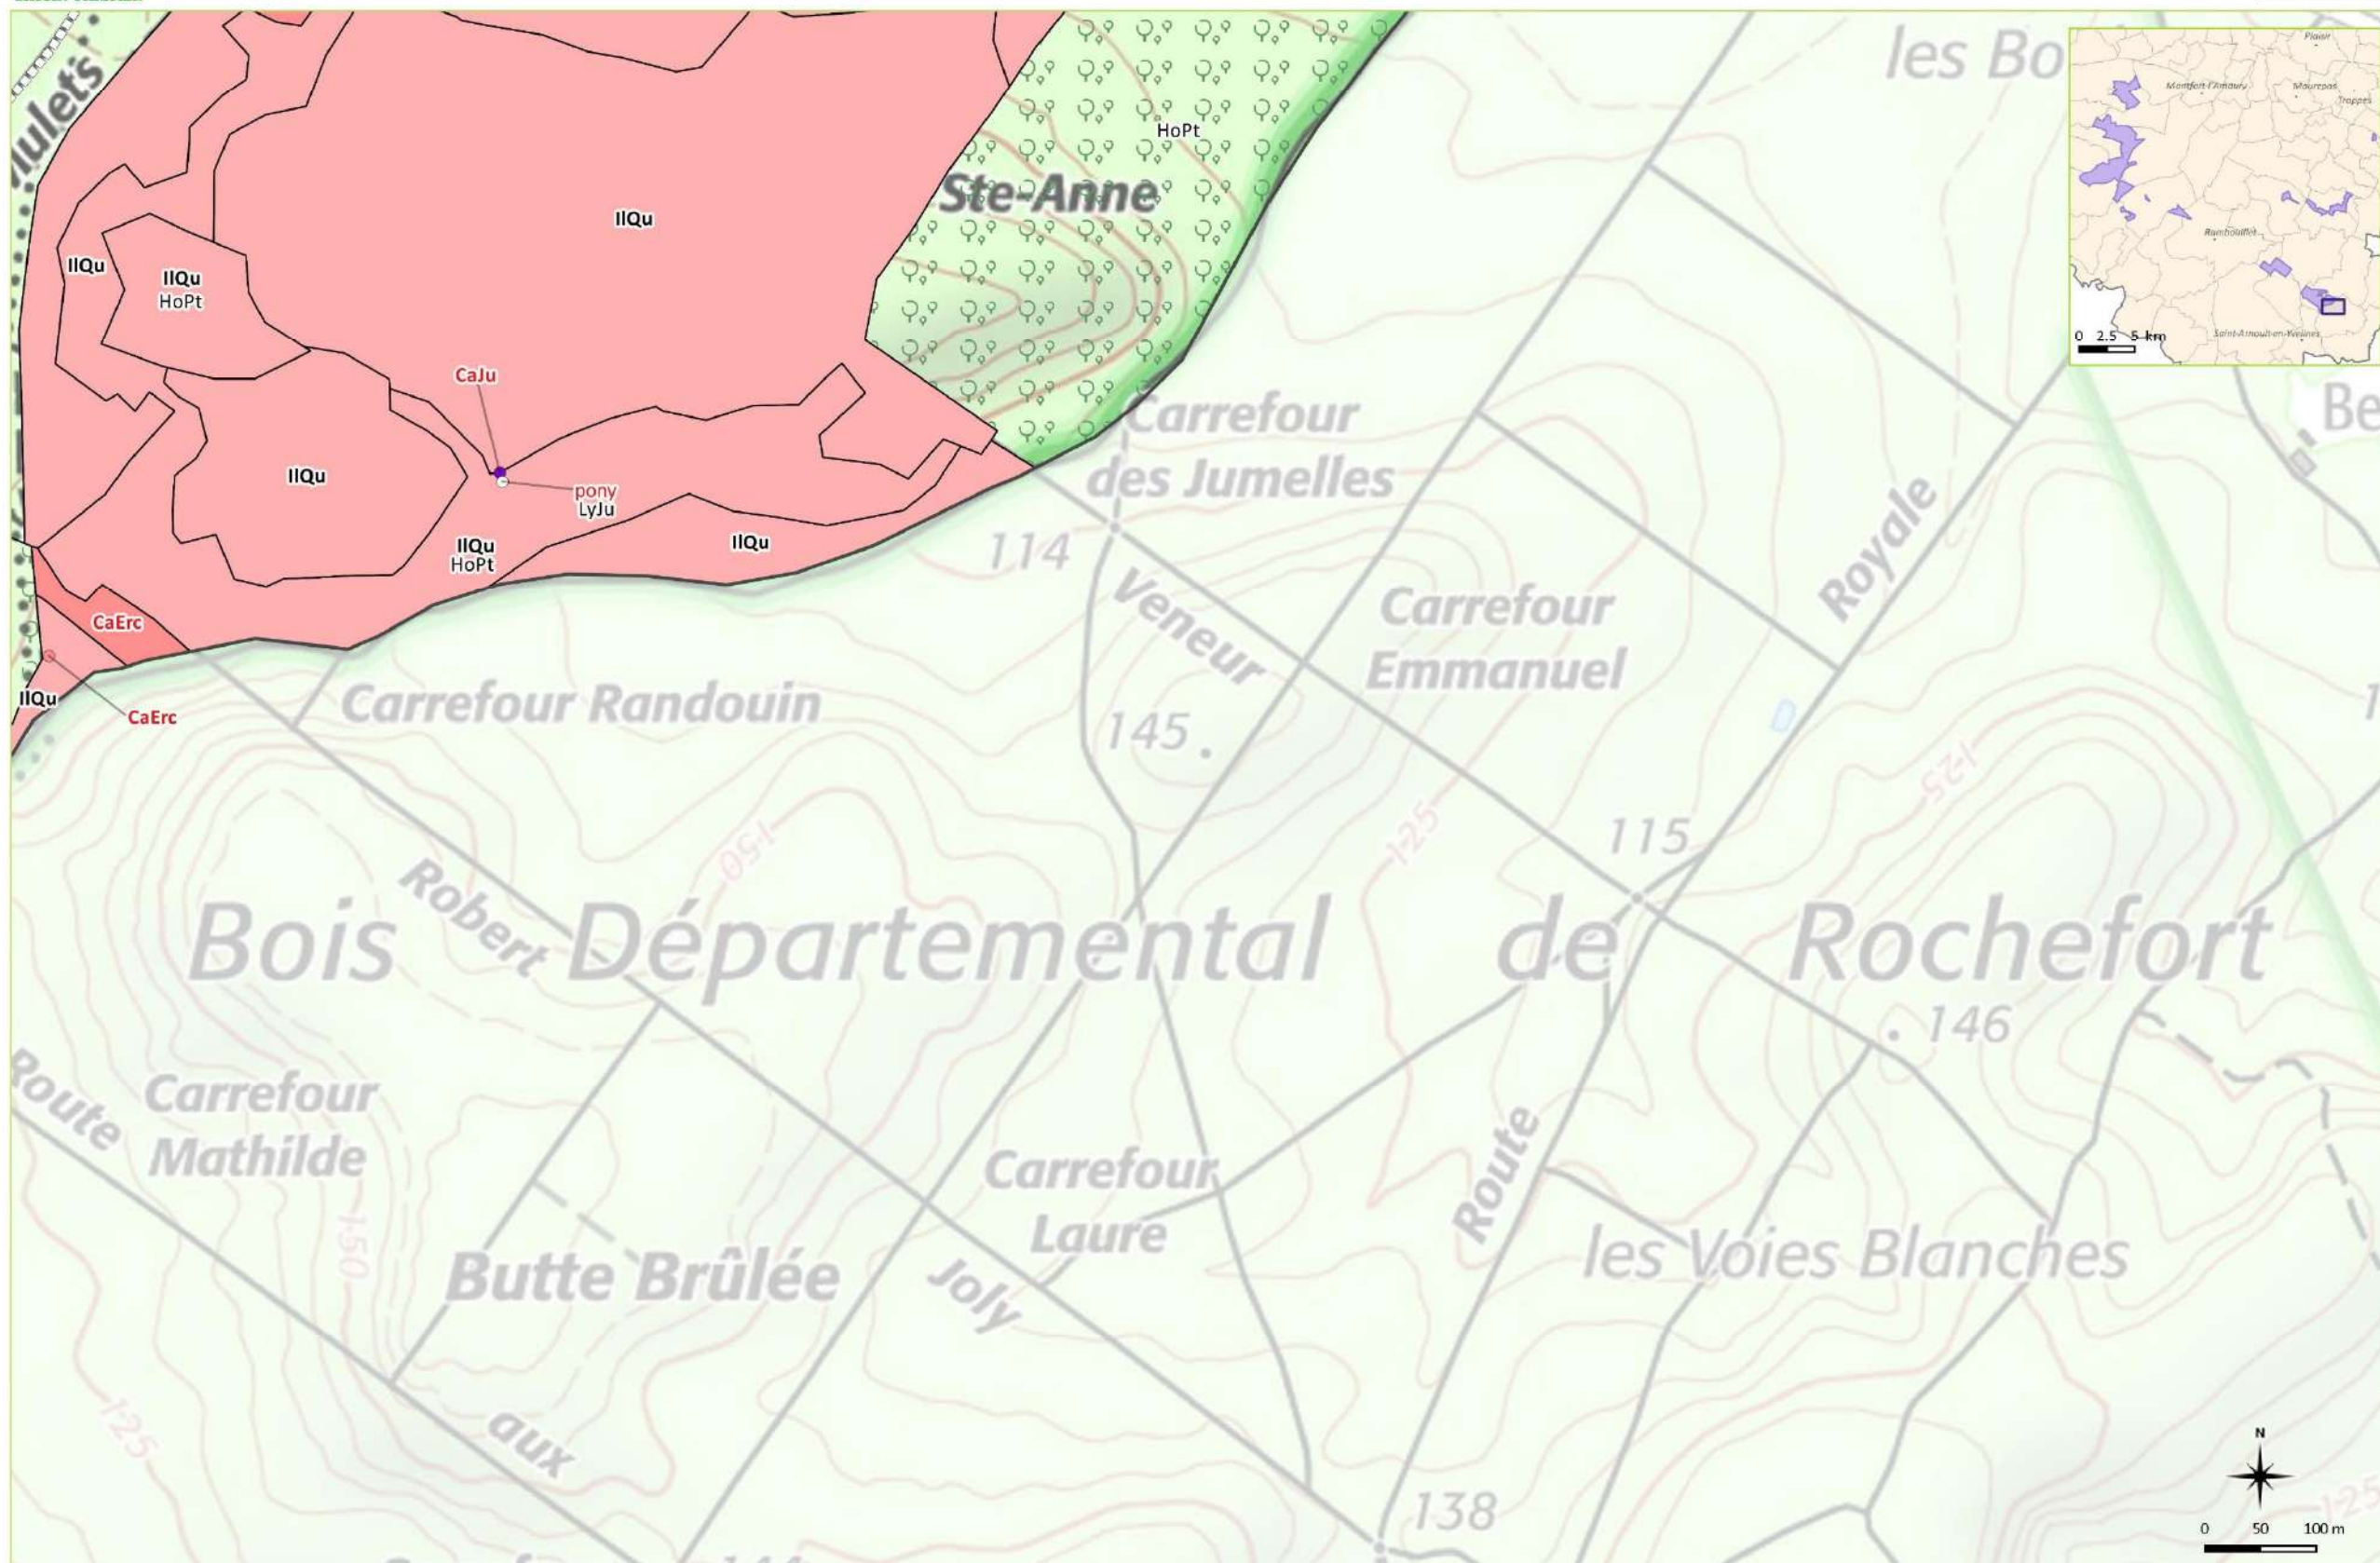 les Bo
Plaisir
Montfort-l'Amaury
Maurepas
Trappes
Rambouillet
0 2.5 5 km
Saint-Arnoult-en-Yvelines
HoPt
Ste-Anne
IlQu
IlQu
IlQu
HoPt
CaJu
Carrefour
des Jumelles
Be
IlQu
pony
LyJu
IlQu
HoPt
IlQu
114
Veneur
Royale
Carrefour
Emmanuel
CaErc
IlQu
CaErc
Carrefour Randouin
145
125
115
125
150
Robert
Bois Départemental de Rochefort
146
Route
Carrefour
Mathilde
150
Carrefour
Laure
Route
les Voies Blanches
Butte Brûlée
Joly
125
aux
138
N
0 50 100 m
125